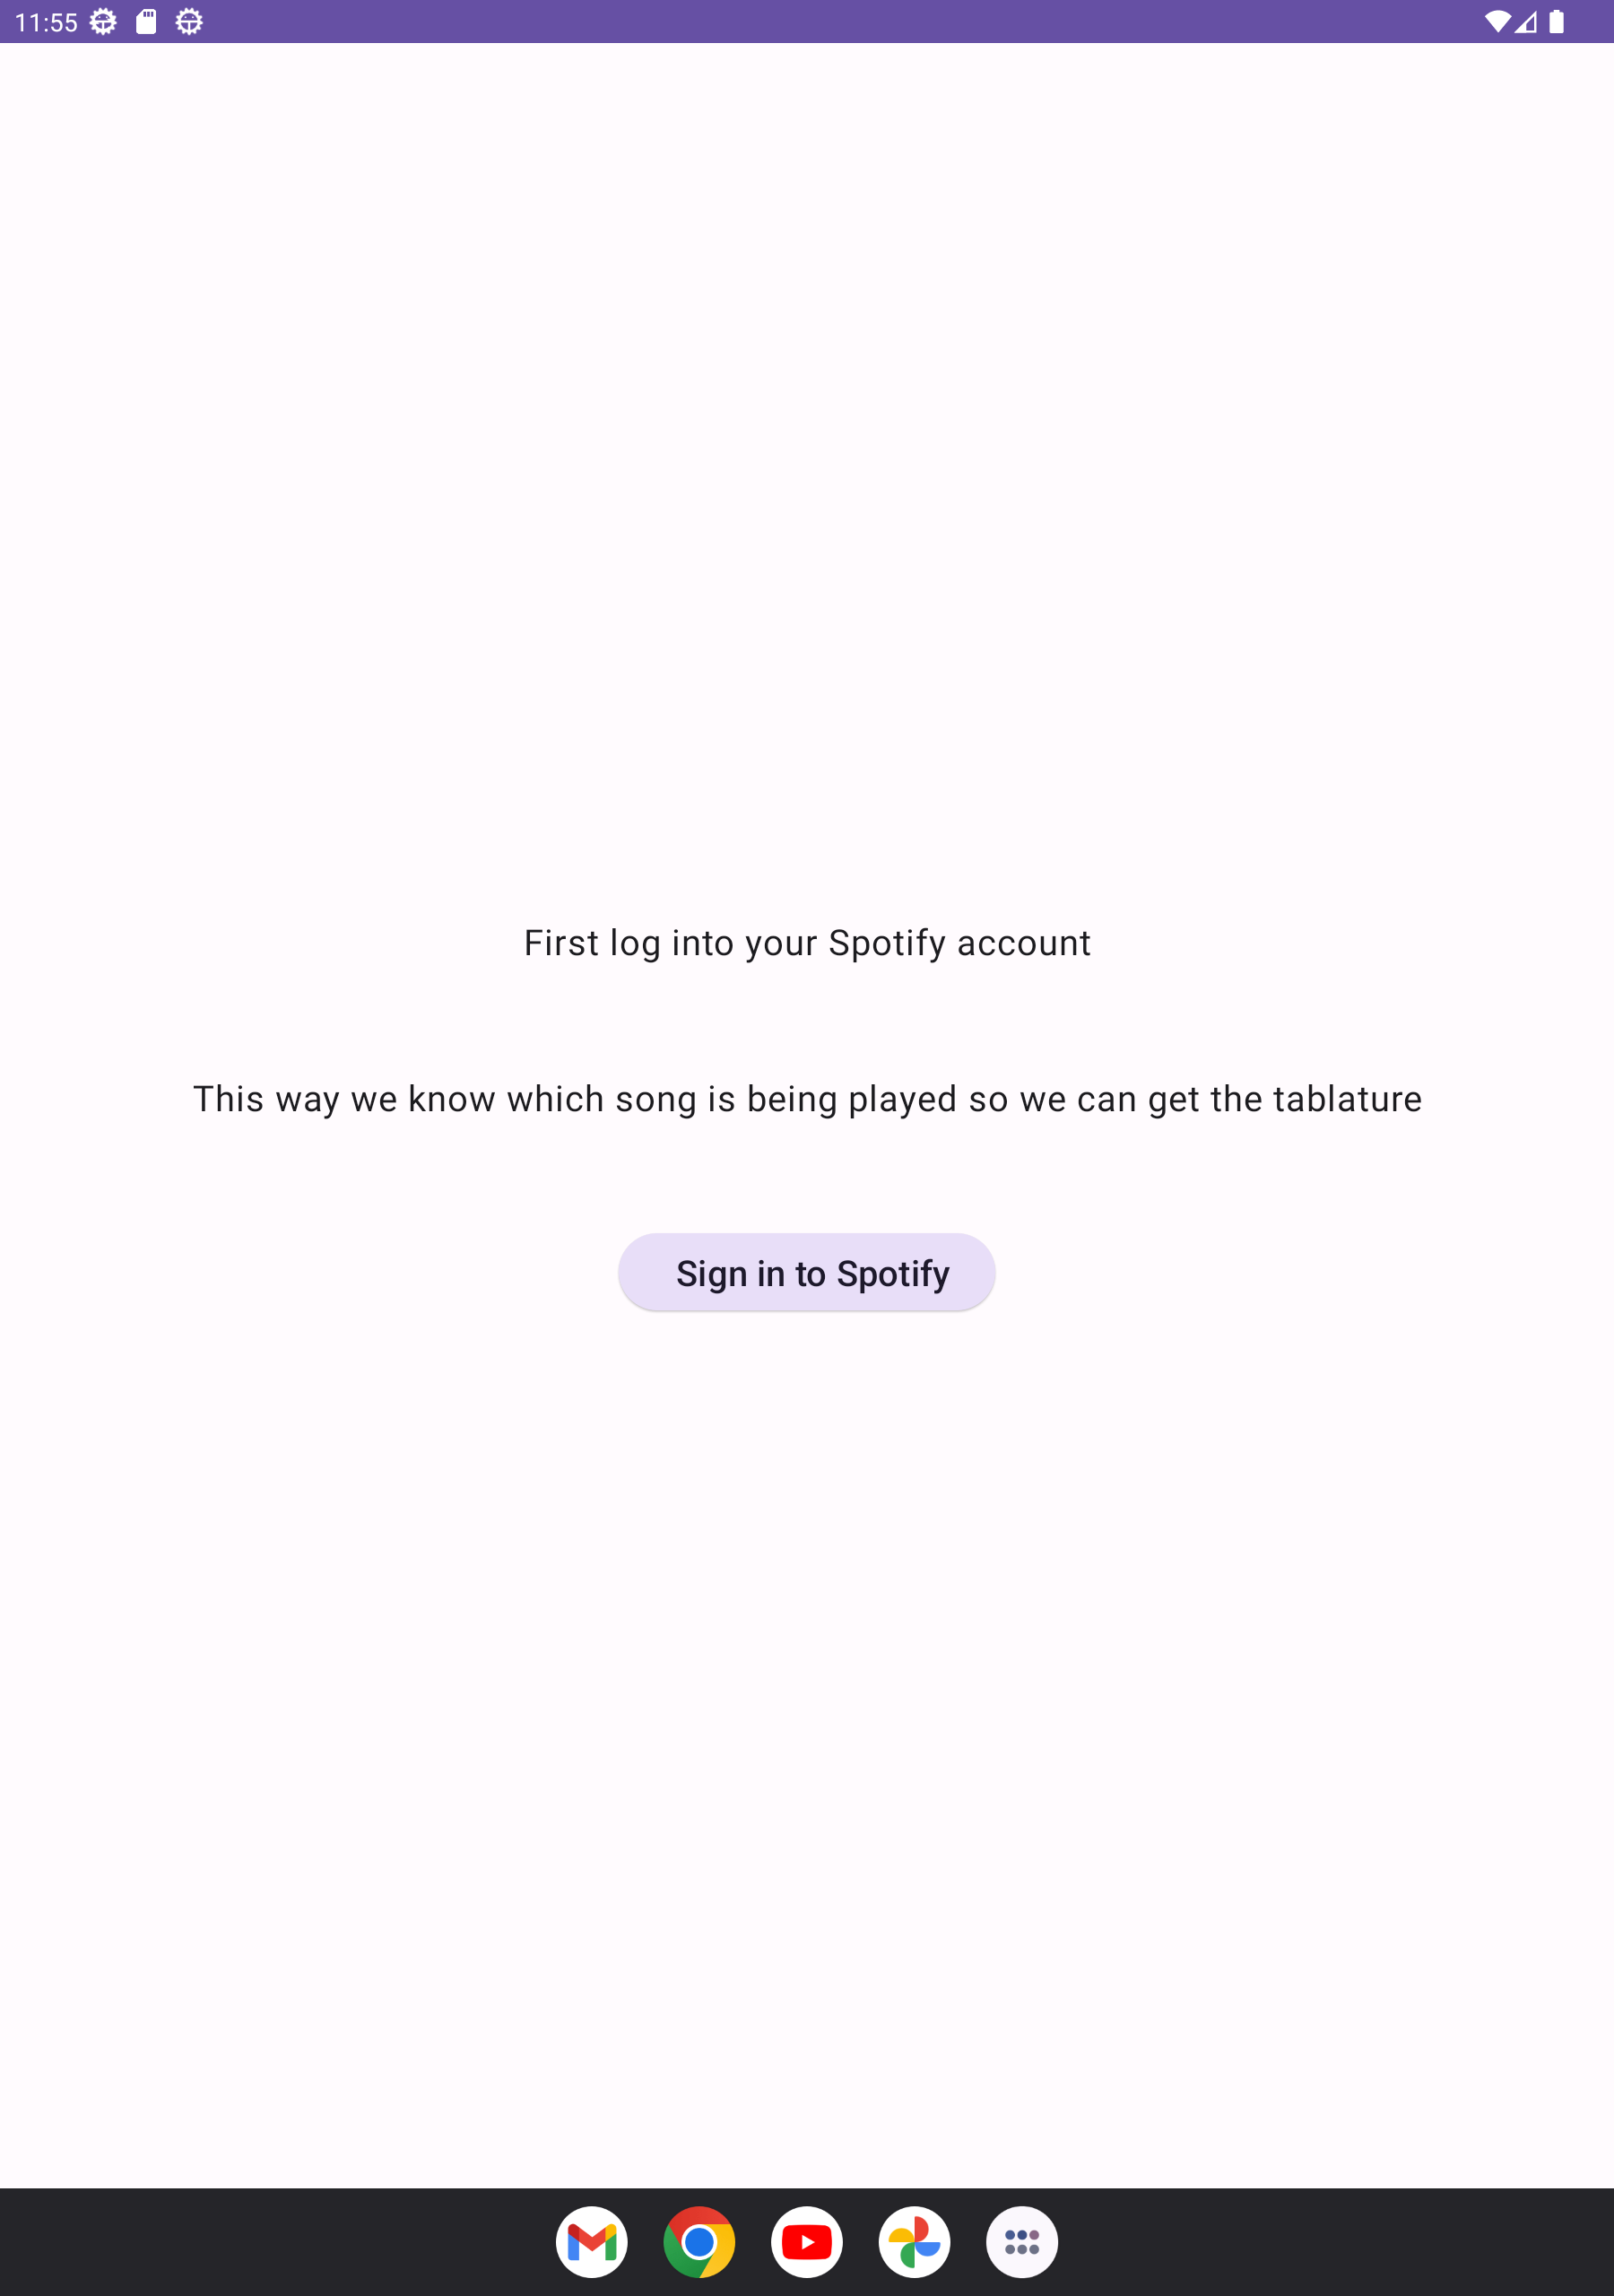 11:55
First log into your Spotify account
This way we know which song is being played so we can get the tablature
Sign in to Spotify